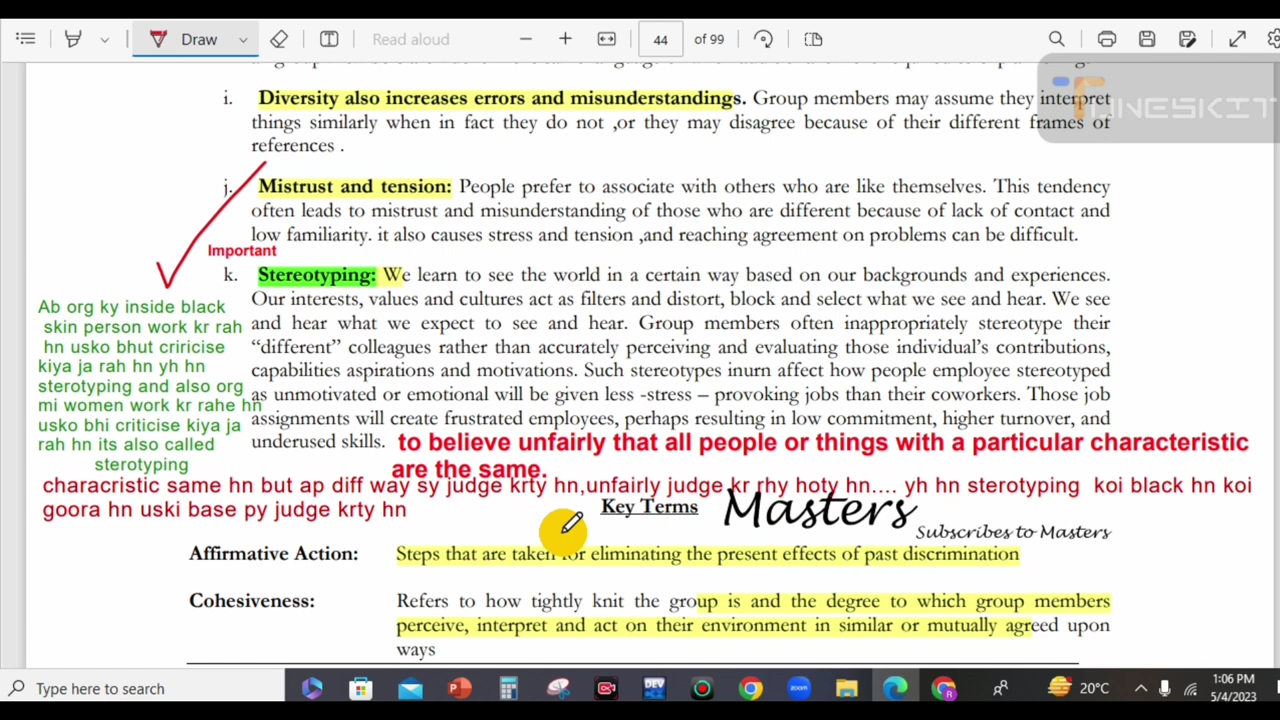 Draw
Read aloud
44
of 99
TUNESKIT
i. Diversity also increases errors and misunderstandings. Group members may assume they interpret
things similarly when in fact they do not ,or they may disagree because of their different frames of
references .
j. Mistrust and tension: People prefer to associate with others who are like themselves. This tendency
often leads to mistrust and misunderstanding of those who are different because of lack of contact and
low familiarity. it also causes stress and tension ,and reaching agreement on problems can be difficult.
Important
k. Stereotyping: We learn to see the world in a certain way based on our backgrounds and experiences.
Our interests, values and cultures act as filters and distort, block and select what we see and hear. We see
and hear what we expect to see and hear. Group members often inappropriately stereotype their
“different” colleagues rather than accurately perceiving and evaluating those individual’s contributions,
capabilities aspirations and motivations. Such stereotypes inurn affect how people employee stereotyped
as unmotivated or emotional will be given less -stress – provoking jobs than their coworkers. Those job
assignments will create frustrated employees, perhaps resulting in low commitment, higher turnover, and
underused skills.
Ab org ky inside black
skin person work kr rah
hn usko bhut criricise
kiya ja rah hn yh hn
sterotyping and also org
mi women work kr rahe hn
usko bhi criticise kiya ja
rah hn its also called
sterotyping
to believe unfairly that all people or things with a particular characteristic
are the same.
characristic same hn but ap diff way sy judge krty hn,unfairly judge kr rhy hoty hn.... yh hn sterotyping koi black hn koi
goora hn uski base py judge krty hn
Key Terms
Masters
Subscribes to Masters
Affirmative Action: Steps that are taken for eliminating the present effects of past discrimination
Cohesiveness: Refers to how tightly knit the group is and the degree to which group members
perceive, interpret and act on their environment in similar or mutually agreed upon
ways
Type here to search
DEV
zoom
R
20°C
1:06 PM
5/4/2023